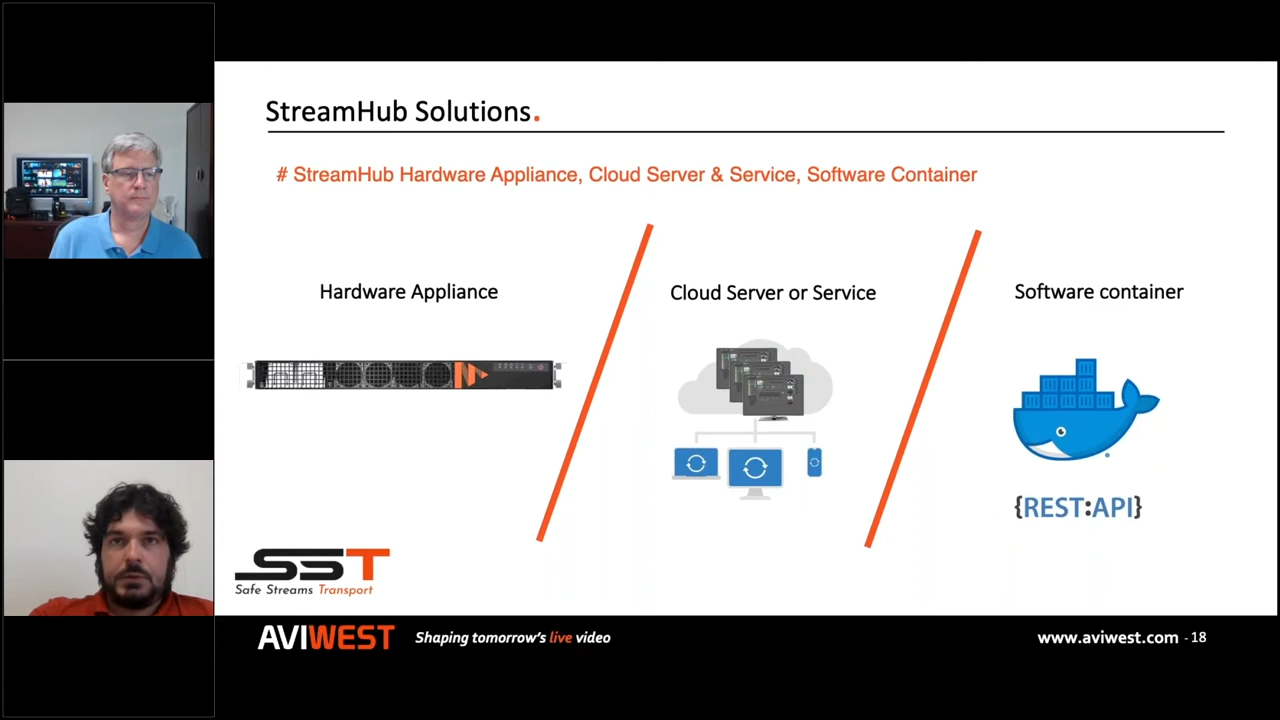 StreamHub Solutions.
# StreamHub Hardware Appliance, Cloud Server & Service, Software Container
Hardware Appliance
Cloud Server or Service
Software container
{REST:API}
SST
Safe Streams Transport
AVIWEST
Shaping tomorrow's live video
www.aviwest.com - 18